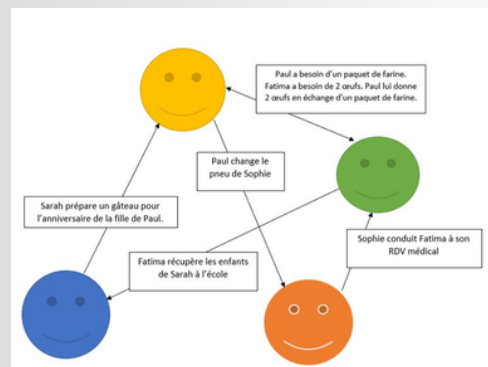 Paul a besoin d'un paquet de farine.
Fatima a besoin de 2 œufs. Paul lui donne
2 œufs en échange d'un paquet de farine.
Paul change le
pneu de Sophie
Sarah prépare un gâteau pour
l'anniversaire de la fille de Paul.
Sophie conduit Fatima à son
RDV médical
Fatima récupère les enfants
de Sarah à l'école